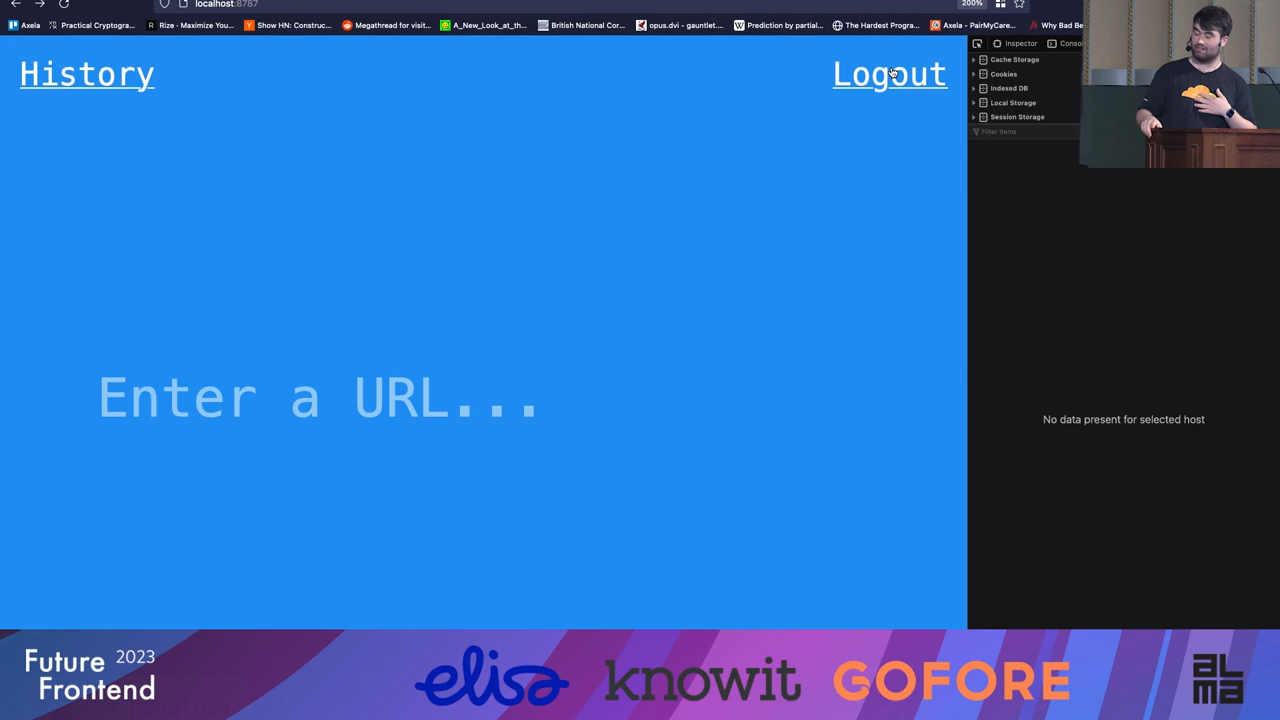 localhost:8787
200%
Axela
Practical Cryptogra...
Rize · Maximize You...
Show HN: Construc...
Megathread for visit...
A_New_Look_at_th...
British National Cor...
opus.dvi - gauntlet....
Prediction by partial...
The Hardest Progra...
Axela - PairMyCare...
Why Bad Be
History
Logout
Inspector
Conso
Cache Storage
Cookies
Indexed DB
Local Storage
Session Storage
Filter Items
Enter a URL...
No data present for selected host
Future 2023
Frontend
elisa
knowit
GOFORE
aL
ma